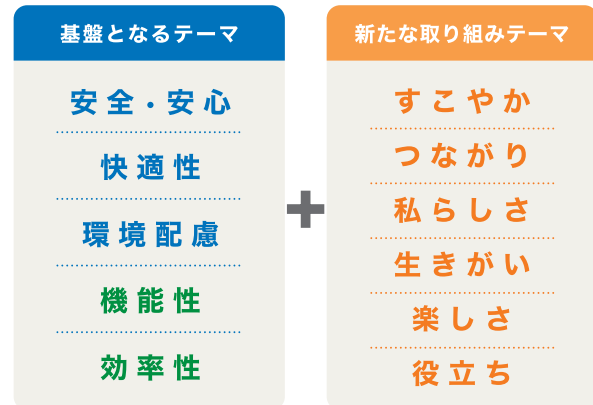 基盤となるテーマ
安全・安心
快適性
環境配慮
機能性
効率性
+
新たな取り組みテーマ
すこやか
つながり
私らしさ
生きがい
楽しさ
役立ち